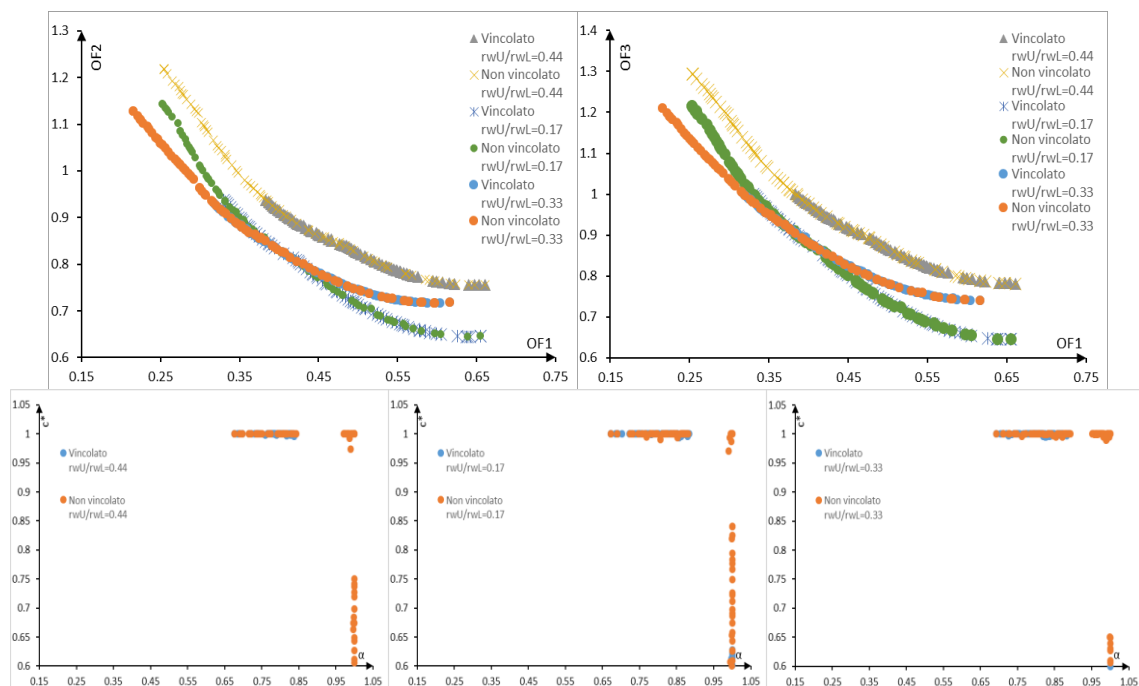 1.3
1.2
1.1
1
0.9
0.8
0.7
0.6
OF2
Vincolato
rwU/rwL=0.44
Non vincolato
rwU/rwL=0.44
Vincolato
rwU/rwL=0.17
Non vincolato
rwU/rwL=0.17
Vincolato
rwU/rwL=0.33
Non vincolato
rwU/rwL=0.33
OF1
0.15 0.25 0.35 0.45 0.55 0.65 0.75
1.4
1.3
1.2
1.1
1
0.9
0.8
0.7
0.6
OF3
Vincolato
rwU/rwL=0.44
Non vincolato
rwU/rwL=0.44
Vincolato
rwU/rwL=0.17
Non vincolato
rwU/rwL=0.17
Vincolato
rwU/rwL=0.33
Non vincolato
rwU/rwL=0.33
OF1
0.15 0.25 0.35 0.45 0.55 0.65 0.75
1.05
1
0.95
0.9
0.85
0.8
0.75
0.7
0.65
0.6
c*
Vincolato
rwU/rwL=0.44
Non vincolato
rwU/rwL=0.44
α
0.15 0.25 0.35 0.45 0.55 0.65 0.75 0.85 0.95 1.05
1.05
1
0.95
0.9
0.85
0.8
0.75
0.7
0.65
0.6
c*
Vincolato
rwU/rwL=0.17
Non vincolato
rwU/rwL=0.17
α
0.15 0.25 0.35 0.45 0.55 0.65 0.75 0.85 0.95 1.05
1.05
1
0.95
0.9
0.85
0.8
0.75
0.7
0.65
0.6
c*
Vincolato
rwU/rwL=0.33
Non vincolato
rwU/rwL=0.33
α
0.15 0.25 0.35 0.45 0.55 0.65 0.75 0.85 0.95 1.05